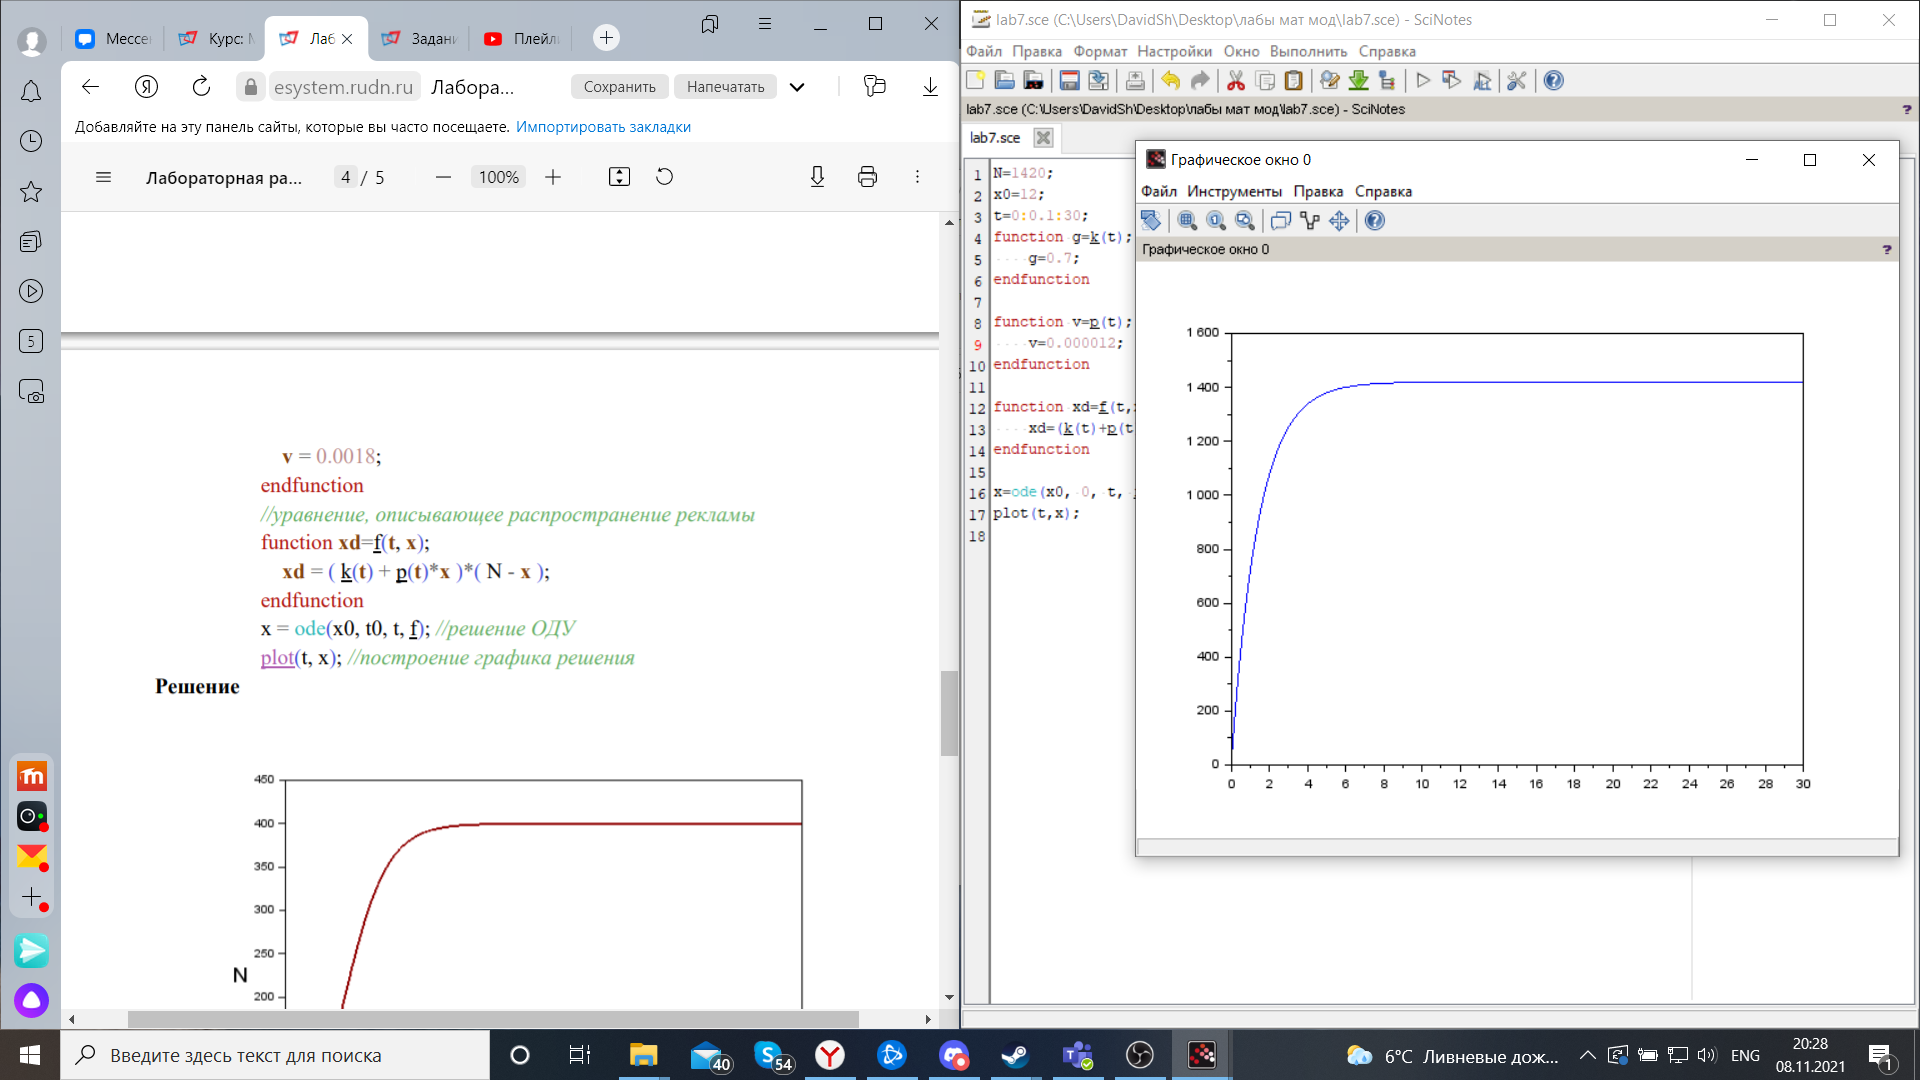 Мессе
Курс: М
Лаб
Задани
Плейл
esystem.rudn.ru
Лабора...
Сохранить
Напечатать
Добавляйте на эту панель сайты, которые вы часто посещаете. Импортировать закладки
Лабораторная ра...
4 / 5
100%
5
v = 0.0018;
endfunction
//уравнение, описывающее распространение рекламы
function xd=f(t, x);
xd = ( k(t) + p(t)*x )*( N - x );
endfunction
x = ode(x0, t0, t, f); //решение ОДУ
plot(t, x); //построение графика решения
Решение
450
400
350
300
250
200
N
lab7.sce (C:\Users\DavidSh\Desktop\лабы мат мод\lab7.sce) - SciNotes
Файл Правка Формат Настройки Окно Выполнить Справка
lab7.sce (C:\Users\DavidSh\Desktop\лабы мат мод\lab7.sce) - SciNotes
?
lab7.sce
1 N=1420;
2 x0=12;
3 t=0:0.1:30;
4 function g=k(t);
5 g=0.7;
6 endfunction
7
8 function v=p(t);
9 v=0.000012;
10 endfunction
11
12 function xd=f(t,
13 xd=(k(t)+p(t
14 endfunction
15
16 x=ode(x0, 0, t,
17 plot(t,x);
18
Графическое окно 0
Файл Инструменты Правка Справка
Графическое окно 0
?
1 600
1 400
1 200
1 000
800
600
400
200
0
0 2 4 6 8 10 12 14 16 18 20 22 24 26 28 30
Введите здесь текст для поиска
40
54
6°C Ливневые дож...
ENG
20:28
08.11.2021
1